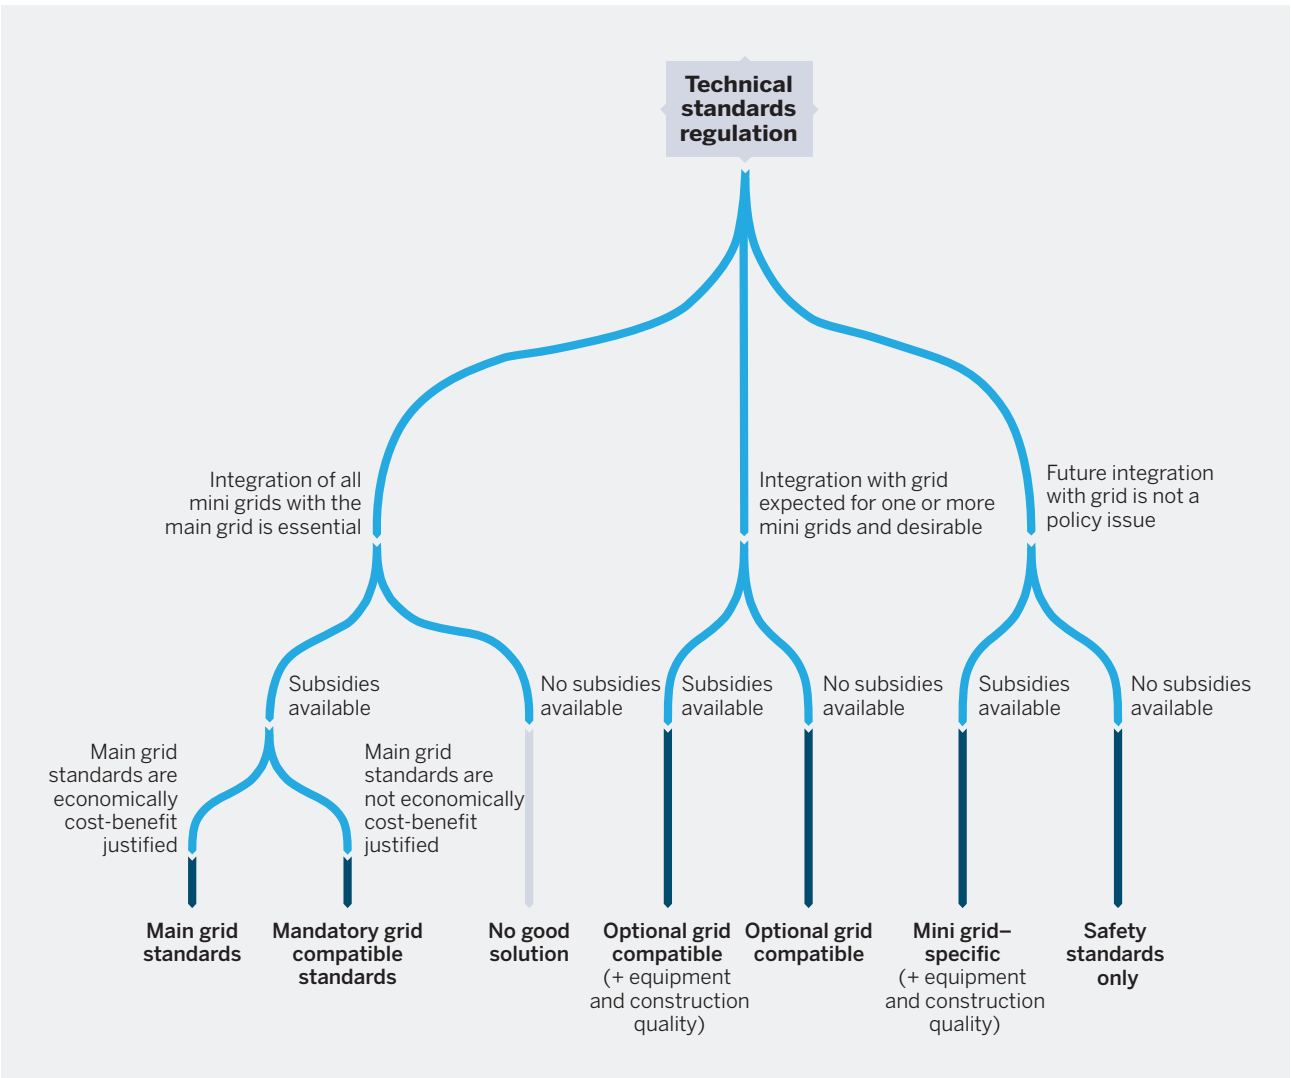 Technical
standards
regulation
Integration of all
mini grids with the
main grid is essential
Integration with grid
expected for one or more
mini grids and desirable
Future integration
with grid is not a
policy issue
Subsidies
available
No subsidies
available
Subsidies
available
No subsidies
available
Subsidies
available
No subsidies
available
Main grid
standards are
economically
cost-benefit
justified
Main grid
standards are
not economically
cost-benefit
justified
Main grid
standards
Mandatory grid
compatible
standards
No good
solution
Optional grid
compatible
(+ equipment
and construction
quality)
Optional grid
compatible
Mini grid–
specific
(+ equipment
and construction
quality)
Safety
standards
only